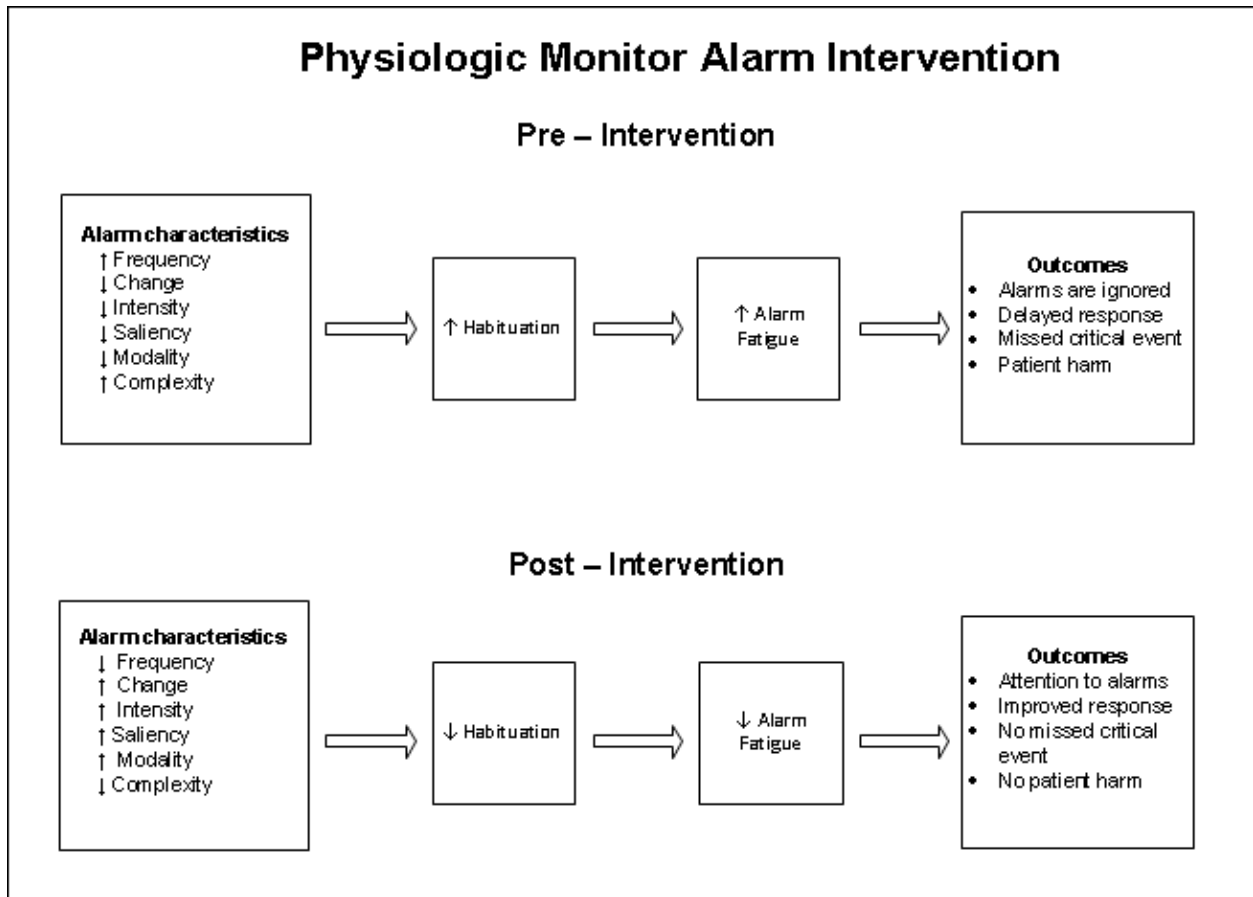 Physiologic Monitor Alarm Intervention
Pre – Intervention
Alarm characteristics
↑ Frequency
↓ Change
↓ Intensity
↓ Saliency
↓ Modality
↑ Complexity
↑ Habituation
↑ Alarm
Fatigue
Outcomes
• Alarms are ignored
• Delayed response
• Missed critical event
• Patient harm
Post – Intervention
Alarm characteristics
↓ Frequency
↑ Change
↑ Intensity
↑ Saliency
↑ Modality
↓ Complexity
↓ Habituation
↓ Alarm
Fatigue
Outcomes
• Attention to alarms
• Improved response
• No missed critical
event
• No patient harm